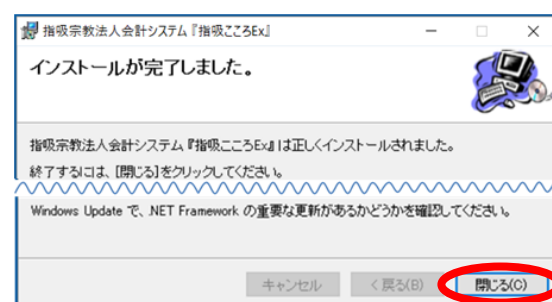 指吸宗教法人会計システム『指吸こころEx』
インストールが完了しました。
指吸宗教法人会計システム『指吸こころEx』は正しくインストールされました。
終了するには、[閉じる]をクリックしてください。
Windows Update で、.NET Framework の重要な更新があるかどうかを確認してください。
キャンセル
< 戻る(B)
閉じる(C)